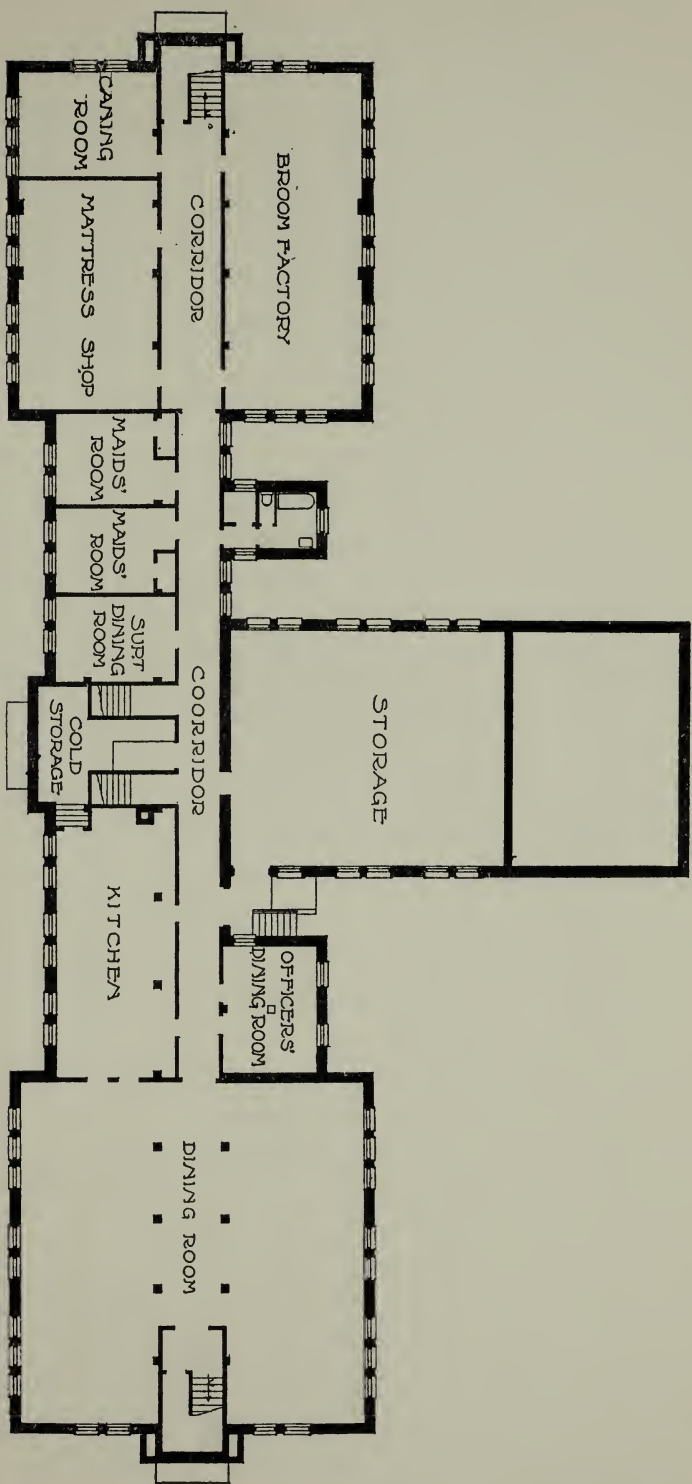 CANING
ROOM
MATTRESS SHOP
CORRIDOR
BROOM FACTORY
MAIDS'
ROOM
MAIDS'
ROOM
SUPT
DINING
ROOM
COLD
STORAGE
COORRIDOR
STORAGE
KITCHEN
OFFICERS'
DINING ROOM
DINING ROOM